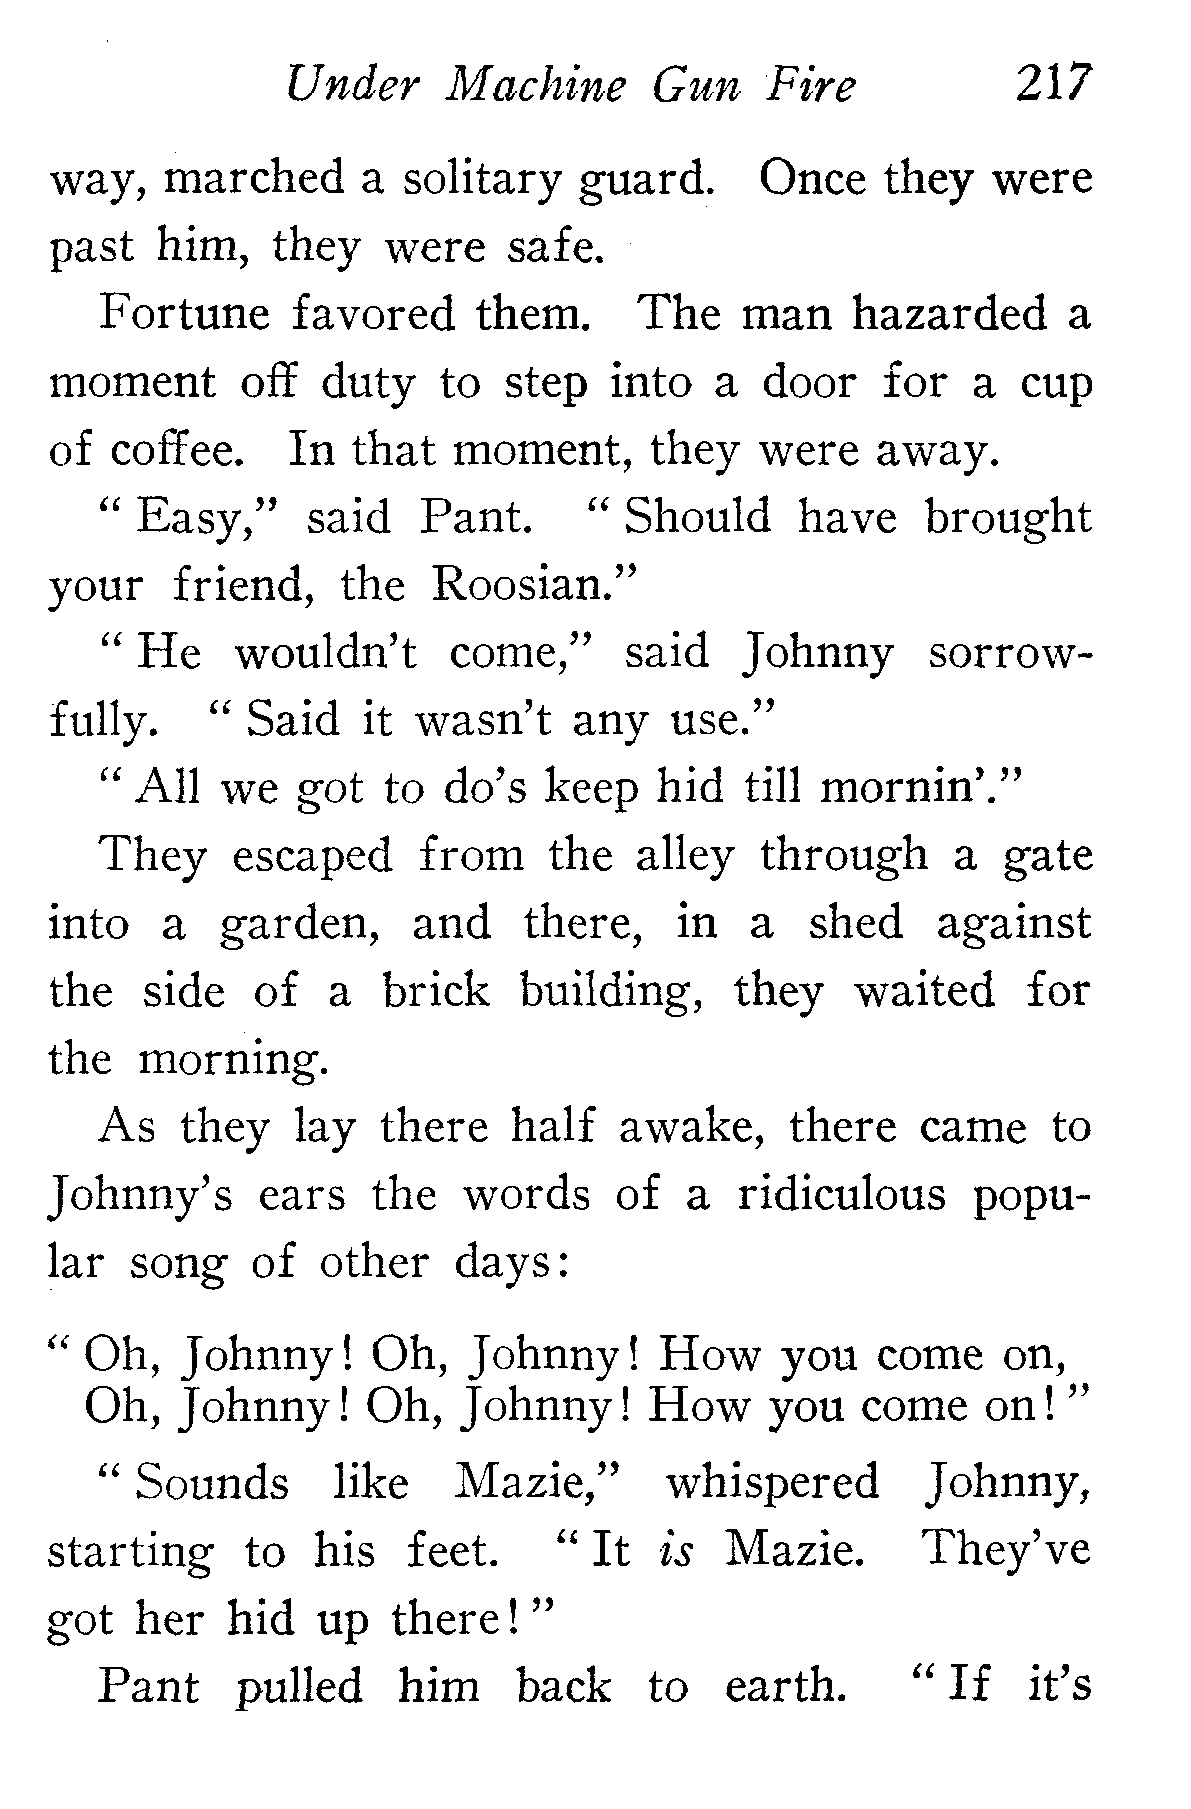 Under Machine Gun Fire 217
way, marched a solitary guard. Once they were
past him, they were safe.
Fortune favored them. The man hazarded a
moment off duty to step into a door for a cup
of coffee. In that moment, they were away.
“ Easy,” said Pant. “ Should have brought
your friend, the Roosian.”
“ He wouldn’t come,” said Johnny sorrow-
fully. “ Said it wasn’t any use.”
“ All we got to do’s keep hid till mornin’.”
They escaped from the alley through a gate
into a garden, and there, in a shed against
the side of a brick building, they waited for
the morning.
As they lay there half awake, there came to
Johnny’s ears the words of a ridiculous popu-
lar song of other days:
“ Oh, Johnny! Oh, Johnny! How you come on,
Oh, Johnny! Oh, Johnny! How you come on! ”
“ Sounds like Mazie,” whispered Johnny,
starting to his feet. “ It is Mazie. They’ve
got her hid up there! ”
Pant pulled him back to earth. “ If it’s